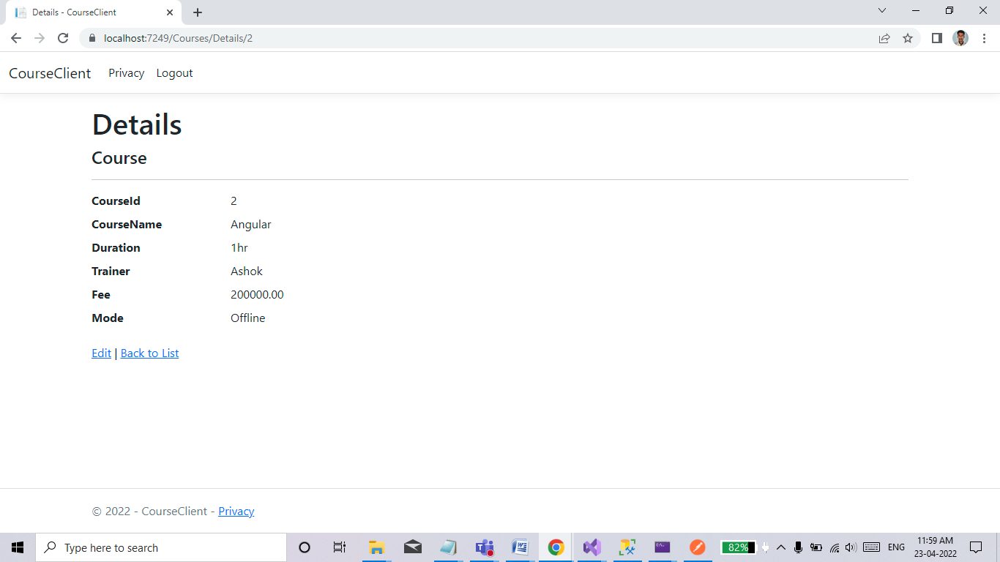 Details - CourseClient
localhost:7249/Courses/Details/2
CourseClient Privacy Logout
Details
Course
CourseId 2
CourseName Angular
Duration 1hr
Trainer Ashok
Fee 200000.00
Mode Offline
Edit | Back to List
© 2022 - CourseClient - Privacy
Type here to search
82%
ENG
11:59 AM
23-04-2022